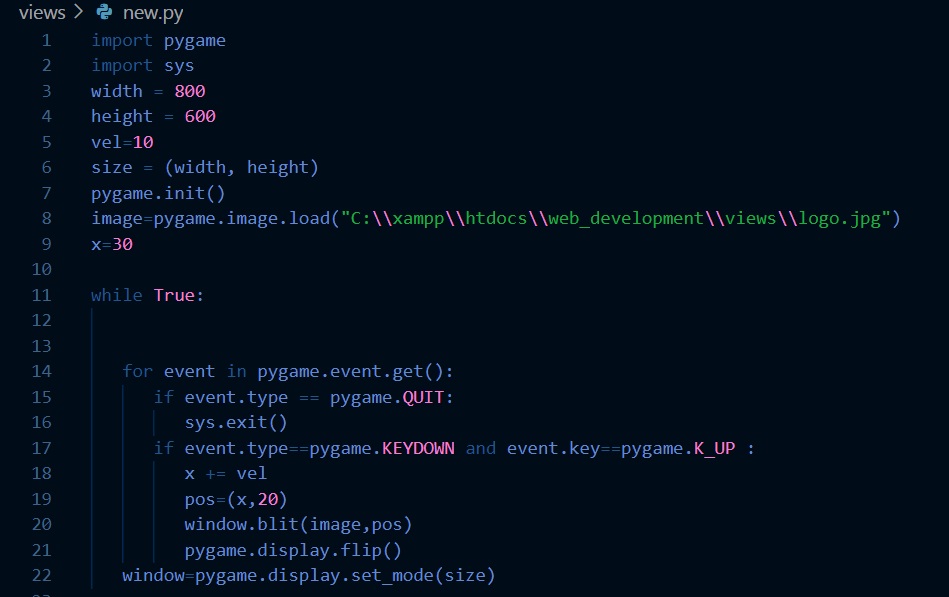 views > new.py
1 import pygame
2 import sys
3 width = 800
4 height = 600
5 vel=10
6 size = (width, height)
7 pygame.init()
8 image=pygame.image.load("C:\\xampp\\htdocs\\web_development\\views\\logo.jpg")
9 x=30
10
11 while True:
12
13
14    for event in pygame.event.get():
15       if event.type == pygame.QUIT:
16          sys.exit()
17       if event.type==pygame.KEYDOWN and event.key==pygame.K_UP :
18          x += vel
19          pos=(x,20)
20          window.blit(image,pos)
21          pygame.display.flip()
22    window=pygame.display.set_mode(size)